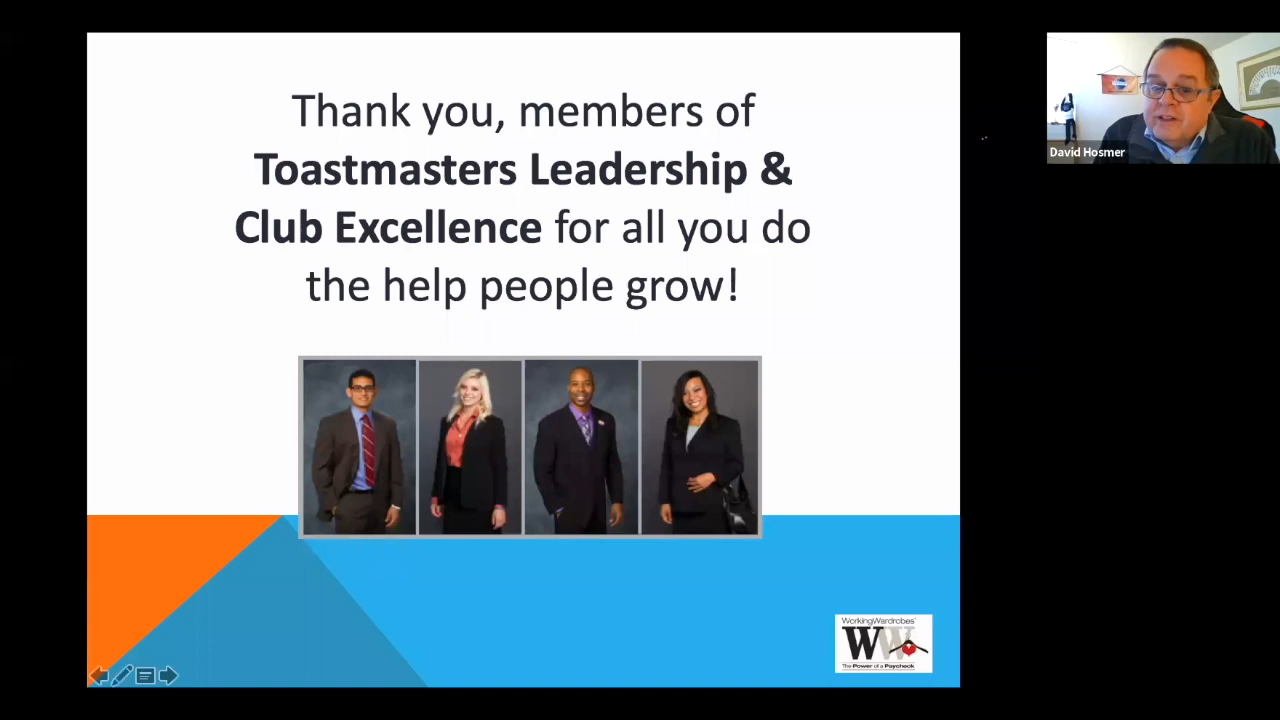 Thank you, members of
Toastmasters Leadership &
Club Excellence for all you do
the help people grow!
David Hosmer
WorkingWardrobes
WW
The Power of a Paycheck